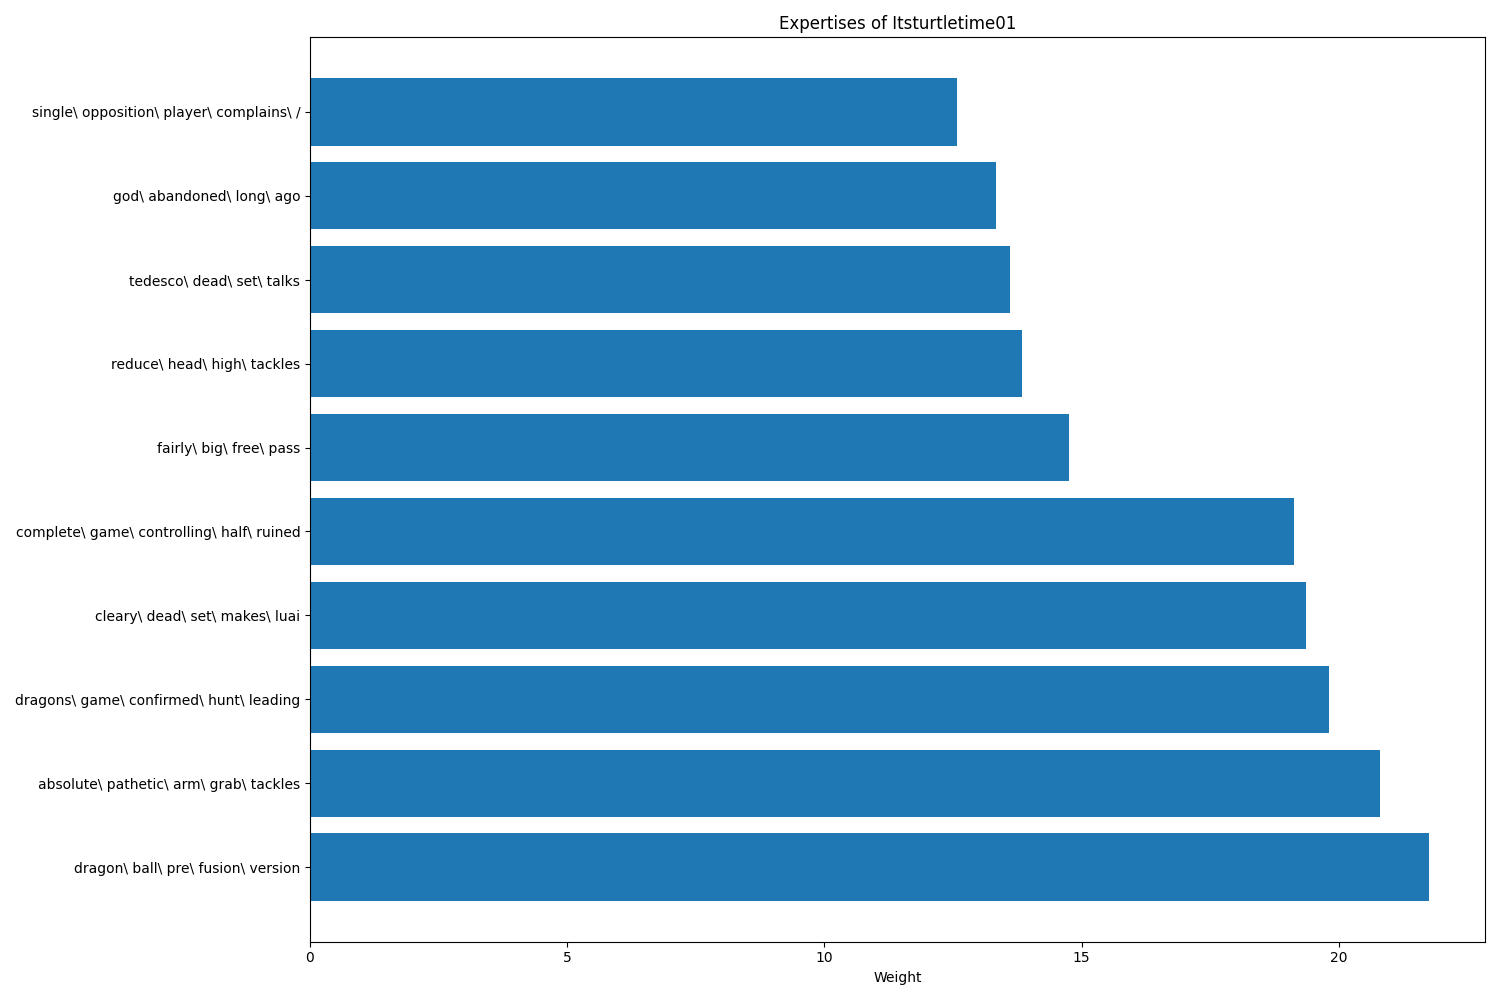 Expertises of Itsturtletime01
single\ opposition\ player\ complains\ /
god\ abandoned\ long\ ago
tedesco\ dead\ set\ talks
reduce\ head\ high\ tackles
fairly\ big\ free\ pass
complete\ game\ controlling\ half\ ruined
cleary\ dead\ set\ makes\ luai
dragons\ game\ confirmed\ hunt\ leading
absolute\ pathetic\ arm\ grab\ tackles
dragon\ ball\ pre\ fusion\ version
0 5 10 15 20
Weight